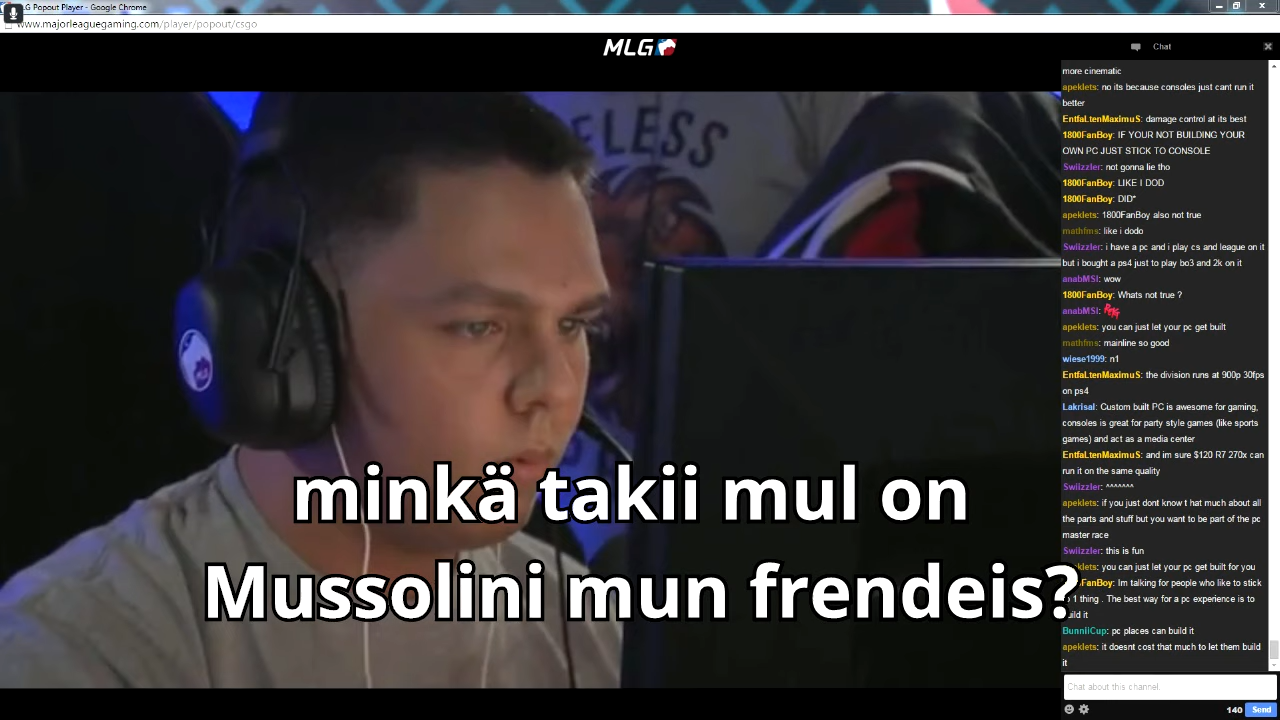 LG Popout Player - Google Chrome
www.majorleaguegaming.com/player/popout/csgo
MLG
Chat
ELESS
more cinematic
apeklets: no its because consoles just cant run it
better
EntfaLtenMaximuS: damage control at its best
1800FanBoy: IF YOUR NOT BUILDING YOUR
OWN PC JUST STICK TO CONSOLE
Swiizzler: not gonna lie tho
1800FanBoy: LIKE I DOD
1800FanBoy: DID*
apeklets: 1800FanBoy also not true
mathfms: like i dodo
Swiizzler: i have a pc and i play cs and league on it
but i bought a ps4 just to play bo3 and 2k on it
anabMSI: wow
1800FanBoy: Whats not true ?
anabMSI:
apeklets: you can just let your pc get built
mathfms: mainline so good
wiese1999: n1
EntfaLtenMaximuS: the division runs at 900p 30fps
on ps4
Lakrisal: Custom built PC is awesome for gaming,
consoles is great for party style games (like sports
games) and act as a media center
EntfaLtenMaximuS: and im sure $120 R7 270x can
run it on the same quality
Swiizzler: ^^^^^^^
apeklets: if you just dont know t hat much about all
the parts and stuff but you want to be part of the pc
master race
Swiizzler: this is fun
apeklets: you can just let your pc get built for you
FanBoy: Im talking for people who like to stick
to 1 thing . The best way for a pc experience is to
build it
BunniiCup: pc places can build it
apeklets: it doesnt cost that much to let them build
it
minkä takii mul on
Mussolini mun frendeis?
Chat about this channel.
140 Send